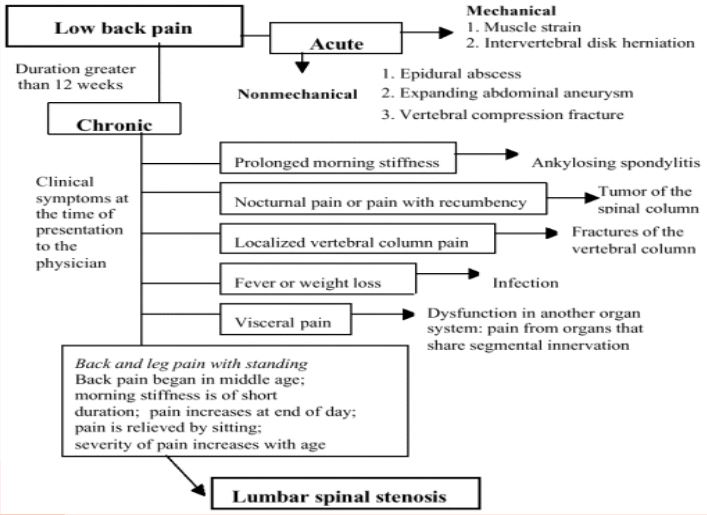 Low back pain
Acute
Mechanical
1. Muscle strain
2. Intervertebral disk herniation
Duration greater
than 12 weeks
Nonmechanical
1. Epidural abscess
2. Expanding abdominal aneurysm
3. Vertebral compression fracture
Chronic
Clinical
symptoms at
the time of
presentation
to the
physician
Prolonged morning stiffness
Ankylosing spondylitis
Nocturnal pain or pain with recumbency
Tumor of the
spinal column
Localized vertebral column pain
Fractures of the
vertebral column
Fever or weight loss
Infection
Visceral pain
Dysfunction in another organ
system: pain from organs that
share segmental innervation
Back and leg pain with standing
Back pain began in middle age;
morning stiffness is of short
duration; pain increases at end of day;
pain is relieved by sitting;
severity of pain increases with age
Lumbar spinal stenosis